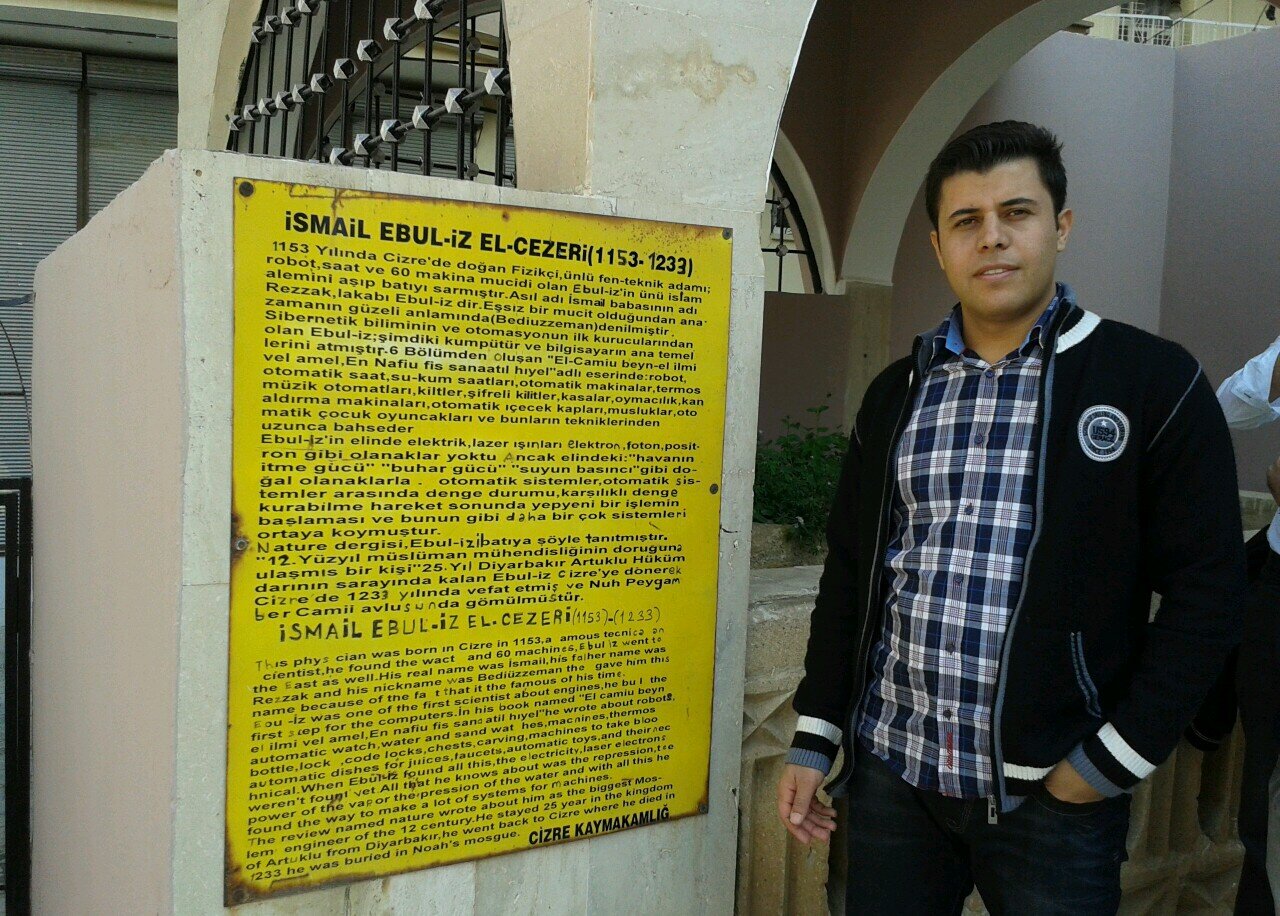 İSMAİL EBUL-İZ EL-CEZERİ(1153-1233)
1153 Yılında Cizre'de doğan Fizikçi,ünlü fen-teknik adamı;
robot,saat ve 60 makina mucidi olan Ebul-iz'in ünü islam
alemini aşıp batıyı sarmıştır.Asıl adı İsmail babasının adı
Rezzak,lakabı Ebul-iz dir.Eşsiz bir mucit olduğundan ana-
zamanın güzeli anlamında(Bediuzzeman)denilmiştir
Sibernetik biliminin ve otomasyonun ilk kurucularından
olan Ebul-iz;şimdiki kumpütür ve bilgisayarın ana temel
lerini atmıştır.6 Bölümden oluşan "El-Camiu beyn-el ilmi
vel amel,En Nafiu fis sanaatıl hıyel"adlı eserinde:robot,
otomatik saat,su-kum saatları,otomatik makinalar,termos
müzik otomatları,kiltler,şifreli kilitler,kasalar,oymacılık,kan
aldırma makinaları,otomatik içecek kapları,musluklar,oto
matik çocuk oyuncakları ve bunların tekniklerinden
uzunca bahseder
Ebul-iz'in elinde elektrik,lazer ışınları elektron,foton,posit-
ron gibi olanaklar yoktu Ancak elindeki:"havanın
itme gücü" "buhar gücü" "suyun basıncı"gibi do-
ğal olanaklarla . otomatik sistemler,otomatik sis-
temler arasında denge durumu,karşılıklı denge
kurabilme hareket sonunda yepyeni bir işlemin
başlaması ve bunun gibi daha bir çok sistemleri
ortaya koymuştur.
Nature dergisi,Ebul-izibatıya şöyle tanıtmıştır.
"12.Yüzyıl müslüman mühendisliğinin doruğuna
ulaşmıs bir kişi"25.Yıl Diyarbakır Artuklu Hüküm
darının sarayında kalan Ebul-iz Cizre'ye dönerek
Cizre'de 1233 yılında vefat etmiş ve Nuh Peygam
ber Camii avlusunda gömülmüştür.
İSMAİL EBUL-İZ EL-CEZERİ(1153)-(1233)
This phys cian was born ın Cizre in 1153,a amous tecnica an
cientist,he found the wact and 60 machines,Ebul iz went to
the East as well.His real name was İsmail,his father name was
Rezzak and his nickname was Bediüzzeman the gave him this
name because of the fa t that it the famous of his time.
Ebu -İz was one of the first scientist about engines,he bu l the
first step for the computers.İn his book named "El camiu beyn
el ilmi vel amel,En nafiu fis sanaatil hıyel"he wrote about robots,
automatic watch,water and sand wat hes,macnines,thermos
bottle,lock ,code locks,chests,carving,machines to take bloo
automatic dishes for juices,faucets,automatic toys,and their nec
hnical.When Ebul-iz found all this,the electricity,laser electrons
weren't found yet All that he knows about was the repression,the
power of the vapor the pression of the water and with all this he
found the way to make a lot of systems for machines.
The review named nature wrote about him as the biggest Mos-
lem engineer of the 12 century.He stayed 25 year in the kingdom
of Artuklu from Diyarbakır,he went back to Cizre where he died in
1233 he was buried in Noah's mosgue.
CİZRE KAYMAKAMLIĞ